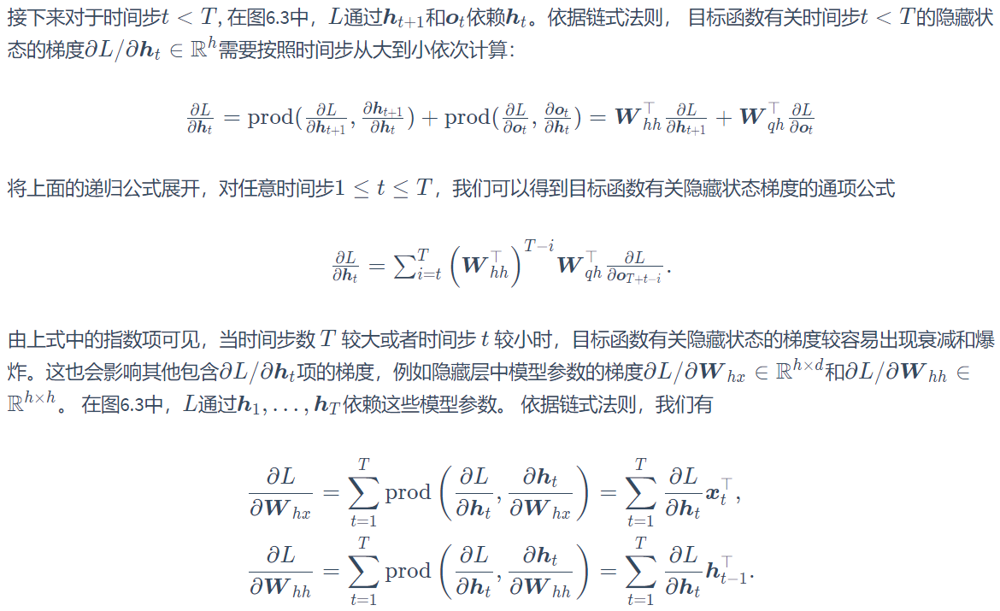 接下来对于时间步$t < T$, 在图6.3中，$L$通过$\boldsymbol{h}_{t+1}$和$\boldsymbol{o}_t$依赖$\boldsymbol{h}_t$。依据链式法则， 目标函数有关时间步$t < T$的隐藏状
态的梯度$\partial L/\partial \boldsymbol{h}_t \in \mathbb{R}^h$需要按照时间步从大到小依次计算：
$\frac{\partial L}{\partial \boldsymbol{h}_t} = \text{prod}(\frac{\partial L}{\partial \boldsymbol{h}_{t+1}}, \frac{\partial \boldsymbol{h}_{t+1}}{\partial \boldsymbol{h}_t}) + \text{prod}(\frac{\partial L}{\partial \boldsymbol{o}_t}, \frac{\partial \boldsymbol{o}_t}{\partial \boldsymbol{h}_t}) = \boldsymbol{W}_{hh}^\top \frac{\partial L}{\partial \boldsymbol{h}_{t+1}} + \boldsymbol{W}_{qh}^\top \frac{\partial L}{\partial \boldsymbol{o}_t}$
将上面的递归公式展开，对任意时间步$1 \leq t \leq T$，我们可以得到目标函数有关隐藏状态梯度的通项公式
$\frac{\partial L}{\partial \boldsymbol{h}_t} = \sum_{i=t}^T \left(\boldsymbol{W}_{hh}^\top\right)^{T-i} \boldsymbol{W}_{qh}^\top \frac{\partial L}{\partial \boldsymbol{o}_{T+t-i}}.$
由上式中的指数项可见，当时间步数 $T$ 较大或者时间步 $t$ 较小时，目标函数有关隐藏状态的梯度较容易出现衰减和爆
炸。这也会影响其他包含$\partial L/\partial \boldsymbol{h}_t$项的梯度，例如隐藏层中模型参数的梯度$\partial L/\partial \boldsymbol{W}_{hx} \in \mathbb{R}^{h \times d}$和$\partial L/\partial \boldsymbol{W}_{hh} \in$
$\mathbb{R}^{h \times h}$。 在图6.3中，$L$通过$\boldsymbol{h}_1, \ldots, \boldsymbol{h}_T$依赖这些模型参数。 依据链式法则，我们有
$\frac{\partial L}{\partial \boldsymbol{W}_{hx}} = \sum_{t=1}^T \text{prod}\left(\frac{\partial L}{\partial \boldsymbol{h}_t}, \frac{\partial \boldsymbol{h}_t}{\partial \boldsymbol{W}_{hx}}\right) = \sum_{t=1}^T \frac{\partial L}{\partial \boldsymbol{h}_t} \boldsymbol{x}_t^\top,$
$\frac{\partial L}{\partial \boldsymbol{W}_{hh}} = \sum_{t=1}^T \text{prod}\left(\frac{\partial L}{\partial \boldsymbol{h}_t}, \frac{\partial \boldsymbol{h}_t}{\partial \boldsymbol{W}_{hh}}\right) = \sum_{t=1}^T \frac{\partial L}{\partial \boldsymbol{h}_t} \boldsymbol{h}_{t-1}^\top.$